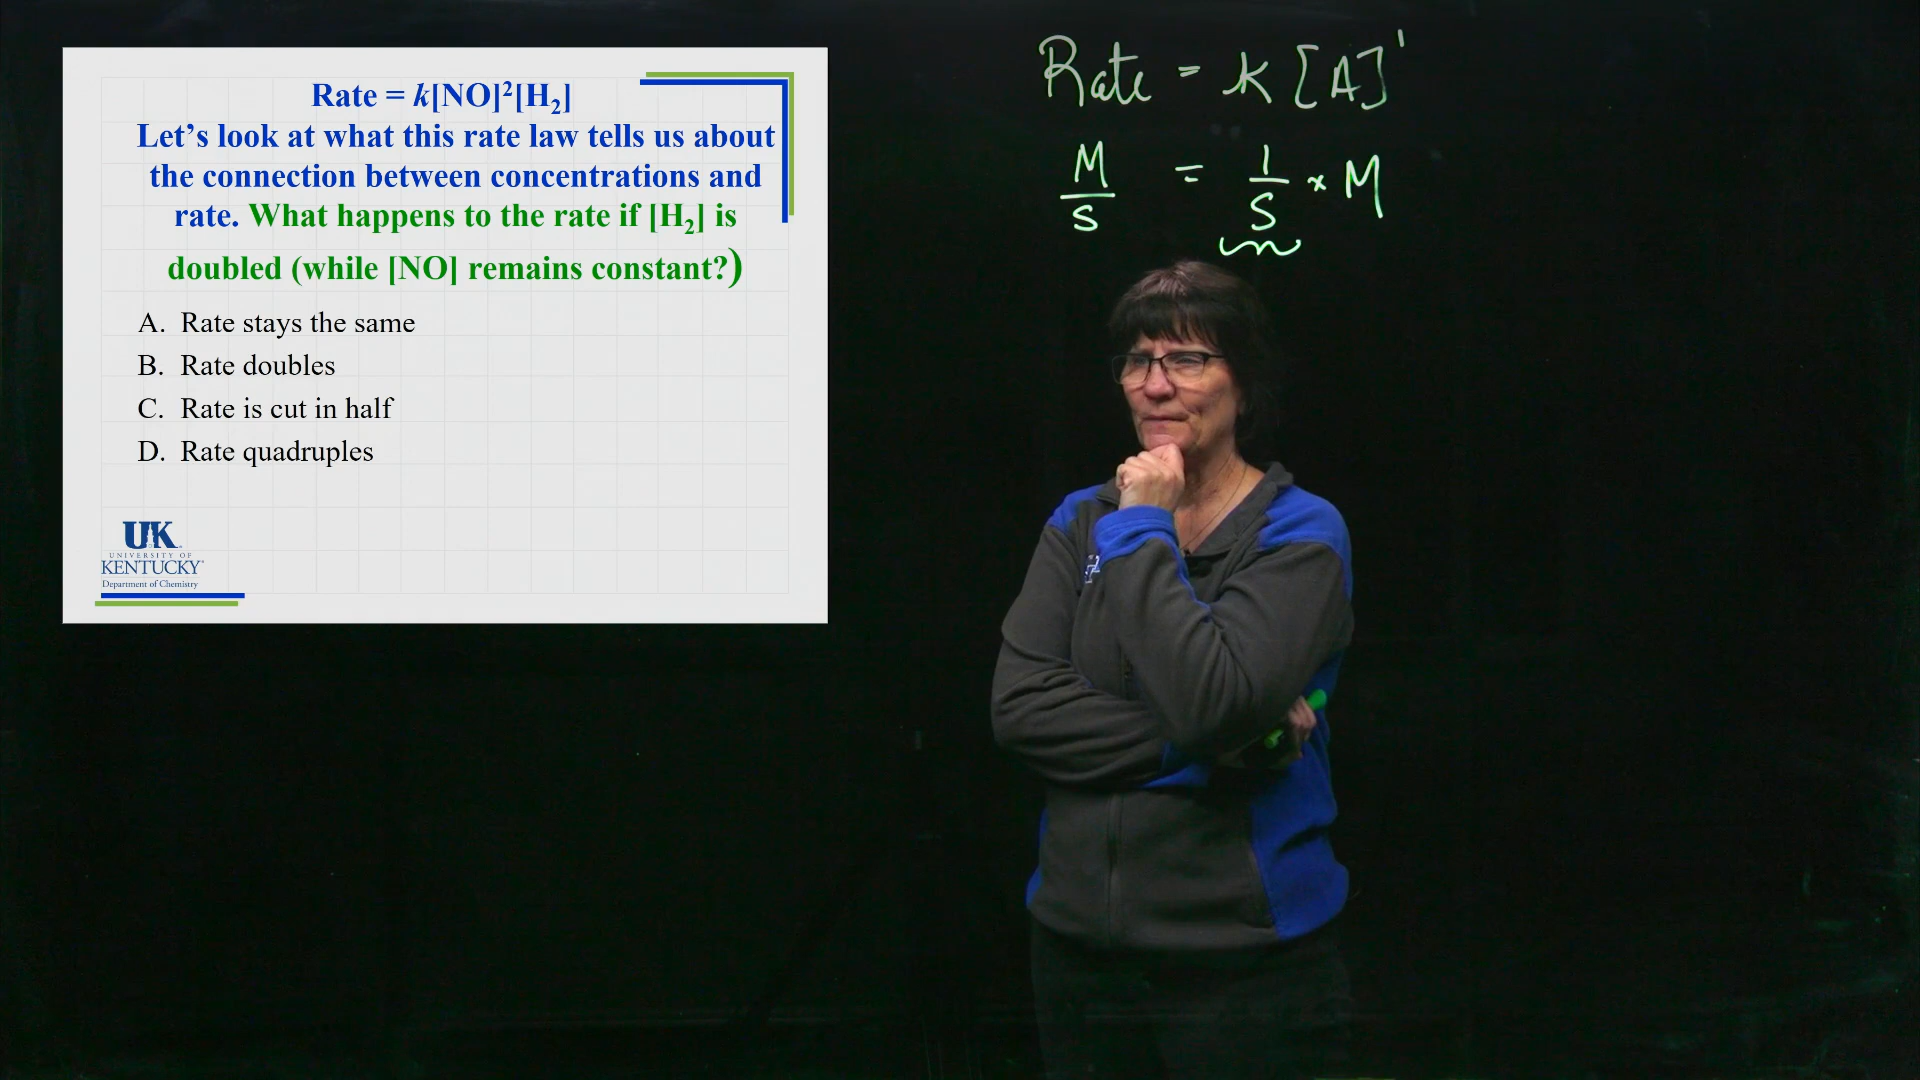 Rate = k[NO]²[H₂]
Let’s look at what this rate law tells us about
the connection between concentrations and
rate. What happens to the rate if [H₂] is
doubled (while [NO] remains constant?)
A. Rate stays the same
B. Rate doubles
C. Rate is cut in half
D. Rate quadruples
UK
UNIVERSITY OF
KENTUCKY
Department of Chemistry
Rate = k [A]¹
M/S = 1/S × M